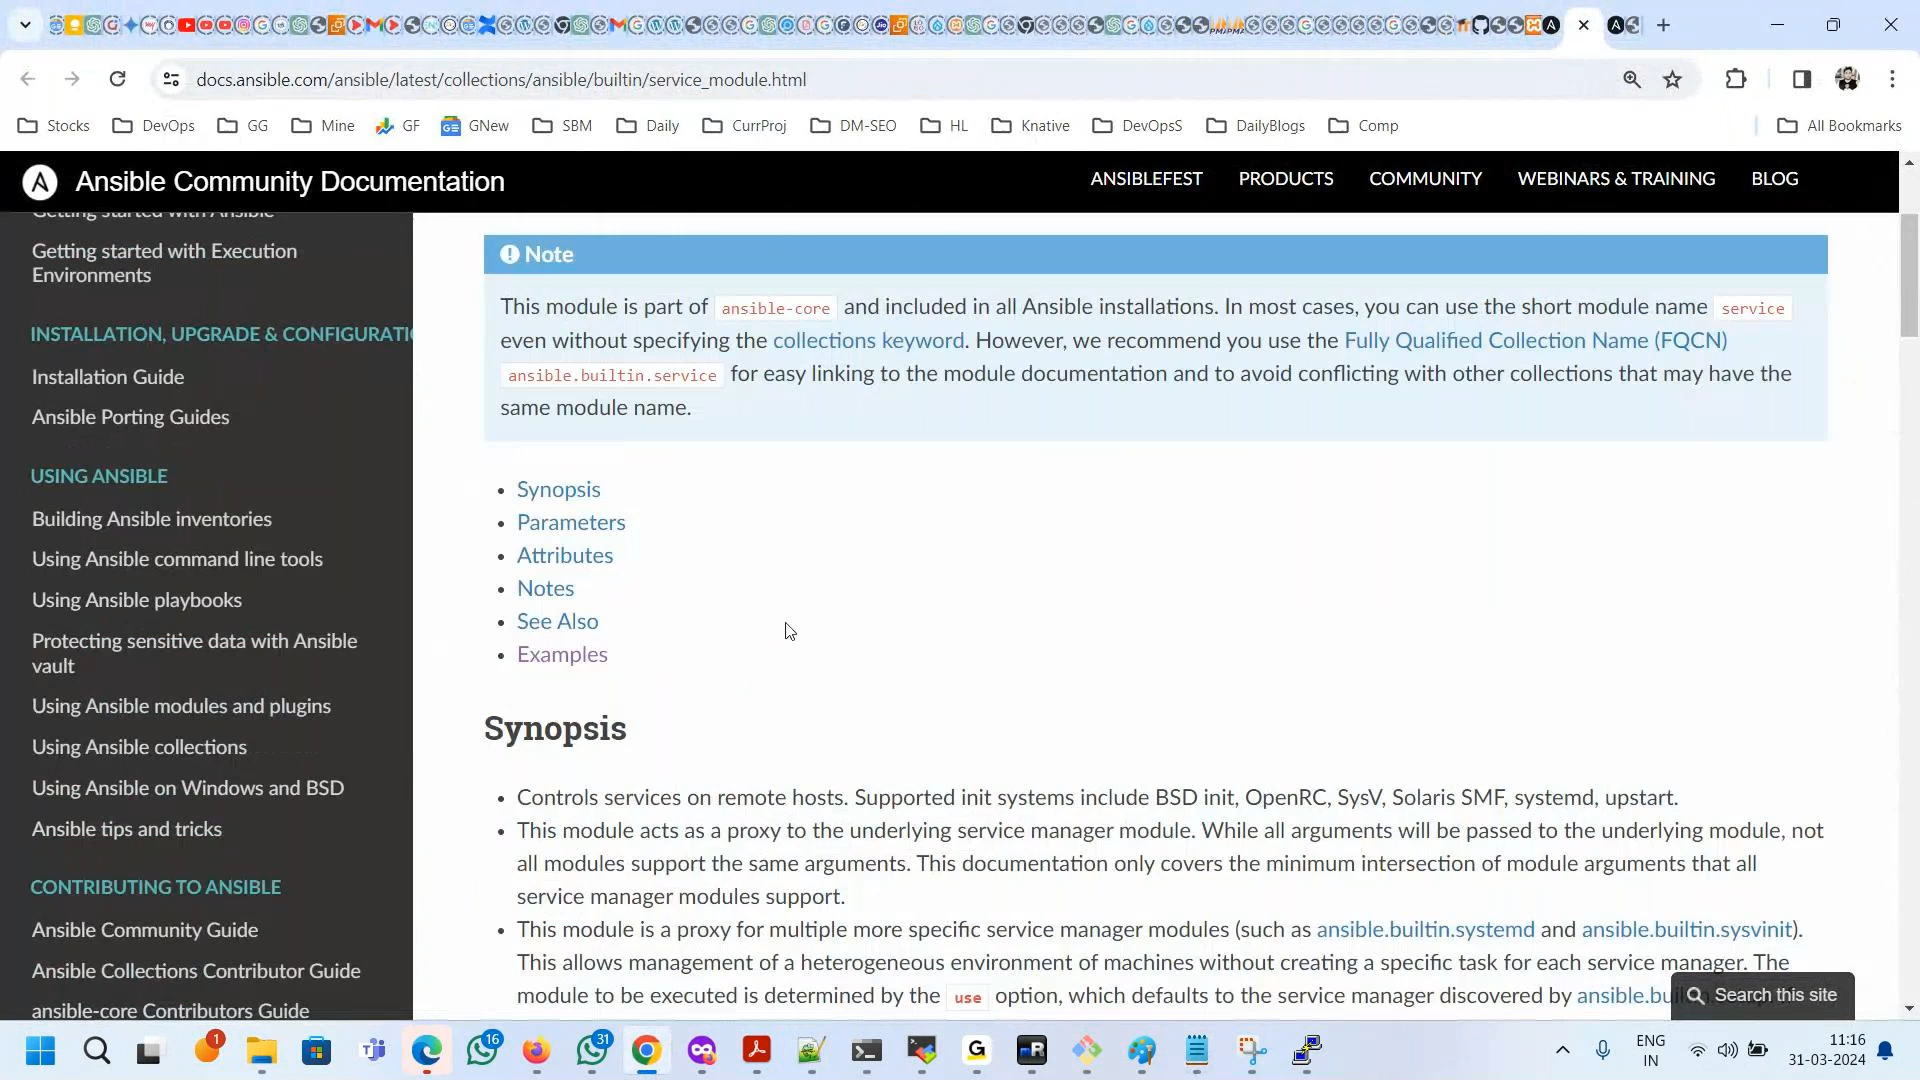 docs.ansible.com/ansible/latest/collections/ansible/builtin/service_module.html
Stocks DevOps GG Mine GF GNew SBM Daily CurrProj DM-SEO HL Knative DevOpsS DailyBlogs Comp All Bookmarks
Ansible Community Documentation
ANSIBLEFEST PRODUCTS COMMUNITY WEBINARS & TRAINING BLOG
Getting started with Ansible
Getting started with Execution
Environments
INSTALLATION, UPGRADE & CONFIGURATI
Installation Guide
Ansible Porting Guides
USING ANSIBLE
Building Ansible inventories
Using Ansible command line tools
Using Ansible playbooks
Protecting sensitive data with Ansible
vault
Using Ansible modules and plugins
Using Ansible collections
Using Ansible on Windows and BSD
Ansible tips and tricks
CONTRIBUTING TO ANSIBLE
Ansible Community Guide
Ansible Collections Contributor Guide
ansible-core Contributors Guide
Note
This module is part of ansible-core and included in all Ansible installations. In most cases, you can use the short module name service
even without specifying the collections keyword. However, we recommend you use the Fully Qualified Collection Name (FQCN)
ansible.builtin.service for easy linking to the module documentation and to avoid conflicting with other collections that may have the
same module name.
• Synopsis
• Parameters
• Attributes
• Notes
• See Also
• Examples
Synopsis
• Controls services on remote hosts. Supported init systems include BSD init, OpenRC, SysV, Solaris SMF, systemd, upstart.
• This module acts as a proxy to the underlying service manager module. While all arguments will be passed to the underlying module, not
all modules support the same arguments. This documentation only covers the minimum intersection of module arguments that all
service manager modules support.
• This module is a proxy for multiple more specific service manager modules (such as ansible.builtin.systemd and ansible.builtin.sysvinit).
This allows management of a heterogeneous environment of machines without creating a specific task for each service manager. The
module to be executed is determined by the use option, which defaults to the service manager discovered by
Search this site
1
16
31
ENG
IN
11:16
31-03-2024